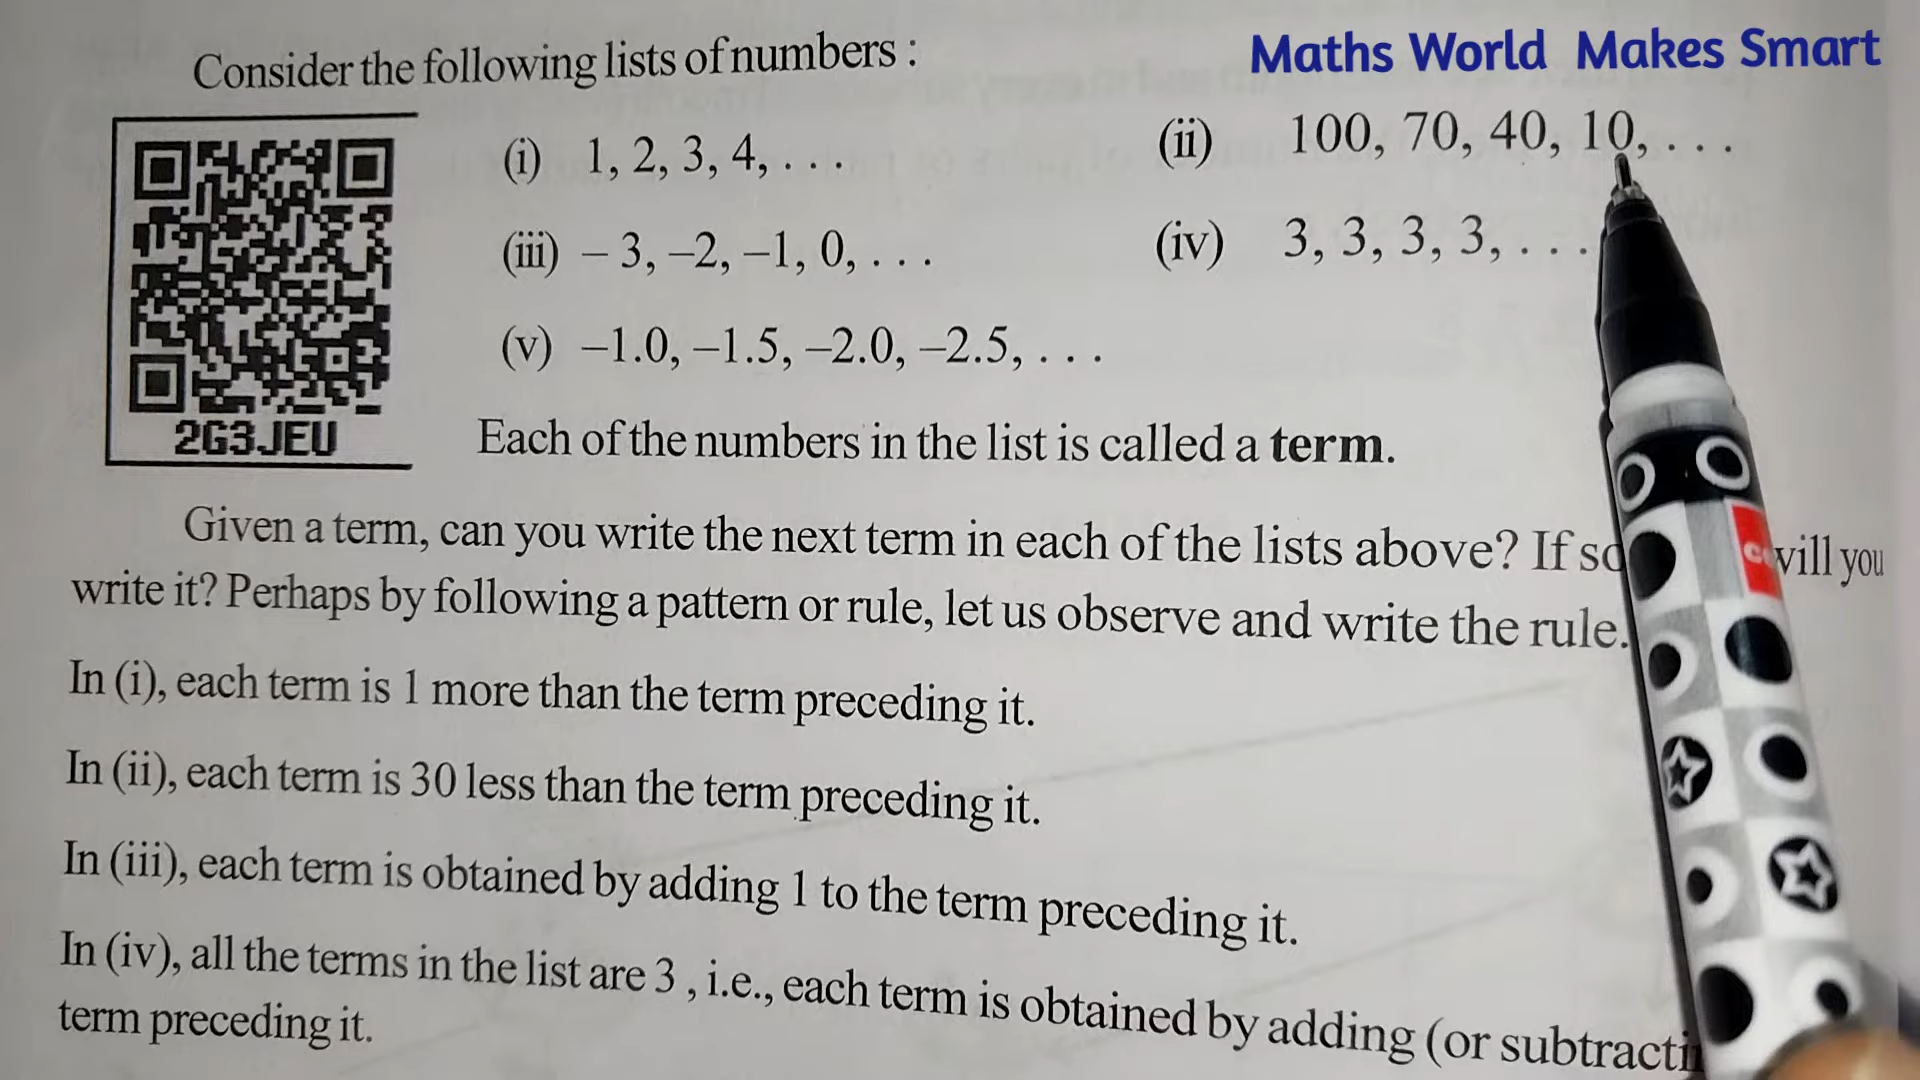 Maths World Makes Smart
Consider the following lists of numbers :
(i) 1, 2, 3, 4, . . .
(ii) 100, 70, 40, 10, . . .
(iii) – 3, –2, –1, 0, . . .
(iv) 3, 3, 3, 3, . . .
(v) –1.0, –1.5, –2.0, –2.5, . . .
2G3JEU
Each of the numbers in the list is called a term.
Given a term, can you write the next term in each of the lists above? If you
write it? Perhaps by following a pattern or rule, let us observe and write the rule.
In (i), each term is 1 more than the term preceding it.
In (ii), each term is 30 less than the term preceding it.
In (iii), each term is obtained by adding 1 to the term preceding it.
In (iv), all the terms in the list are 3 , i.e., each term is obtained by adding (or
term preceding it.